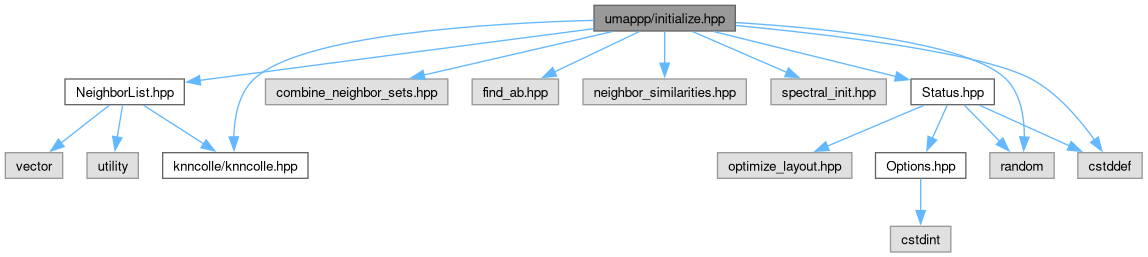 umappp/initialize.hpp
NeighborList.hpp
combine_neighbor_sets.hpp
find_ab.hpp
neighbor_similarities.hpp
spectral_init.hpp
Status.hpp
vector
utility
knncolle/knncolle.hpp
optimize_layout.hpp
Options.hpp
random
cstddef
cstdint